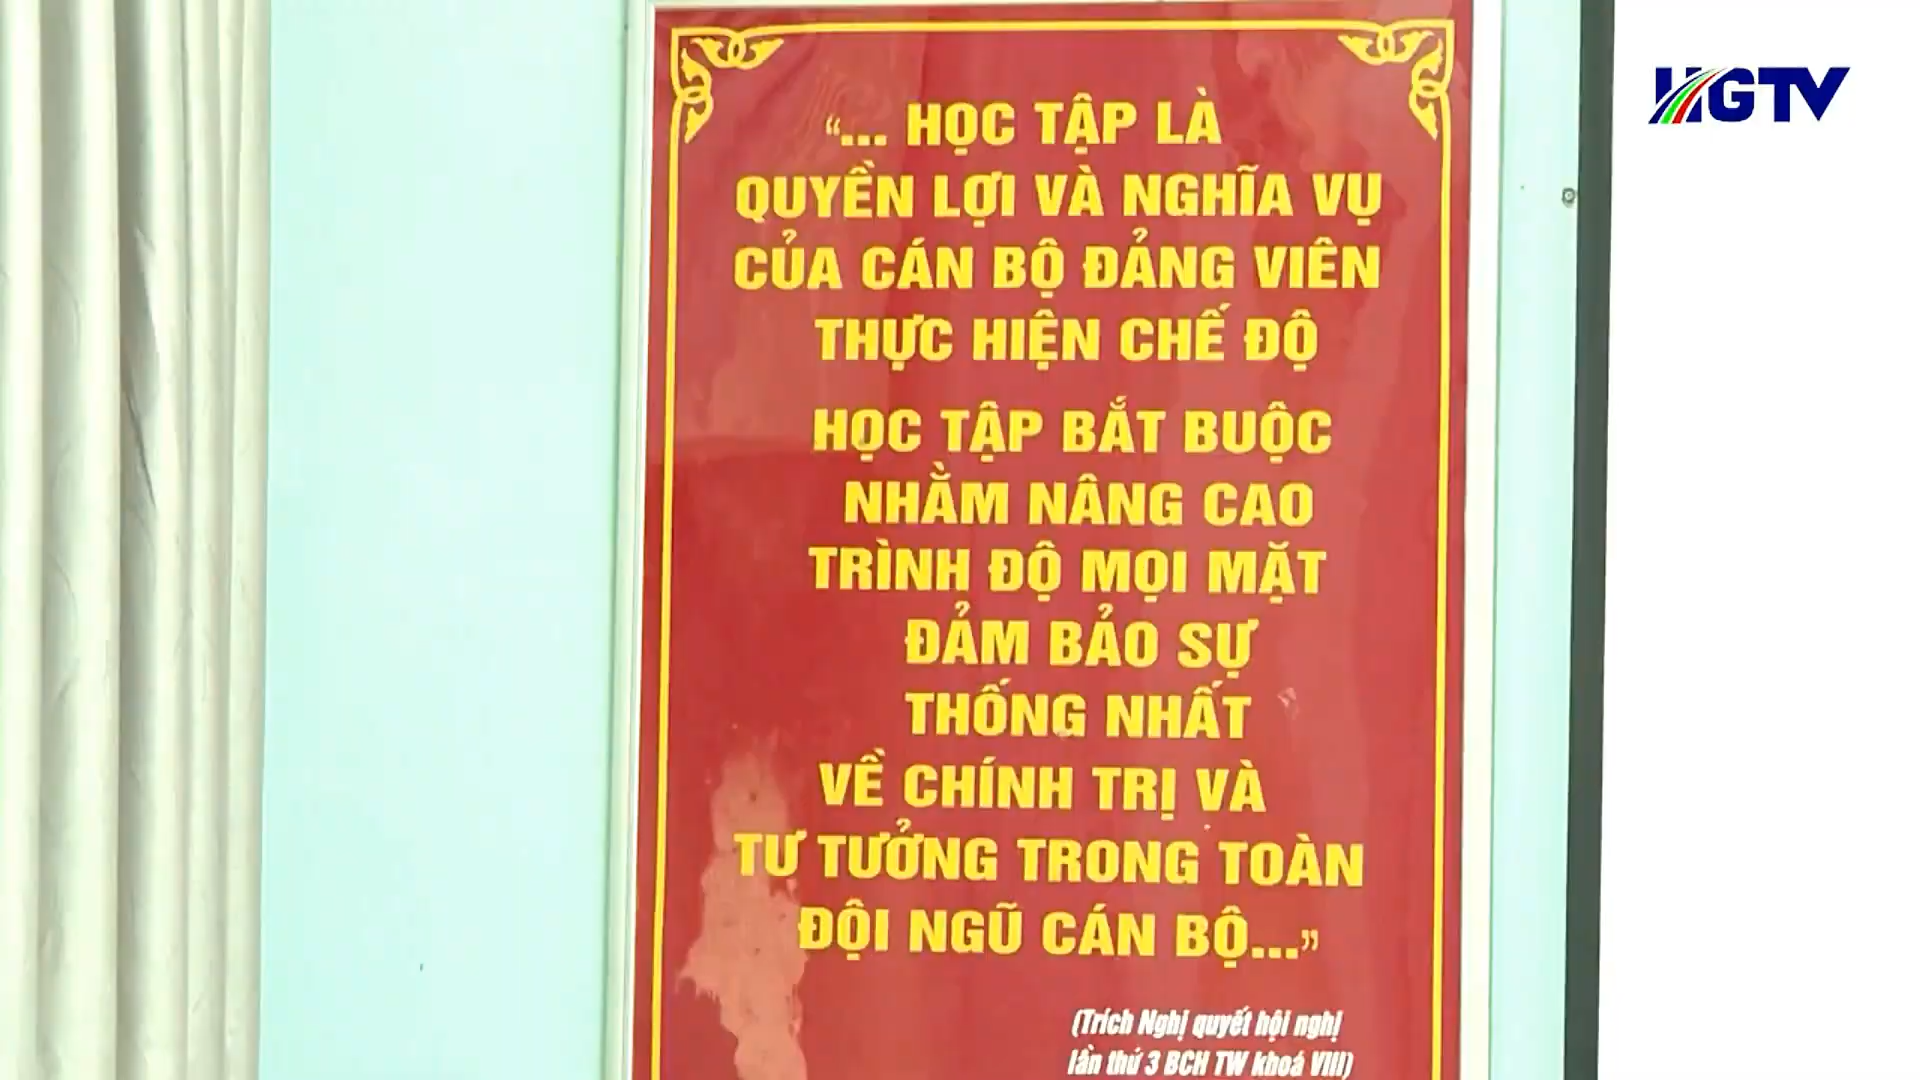 HGTV
“... HỌC TẬP LÀ
QUYỀN LỢI VÀ NGHĨA VỤ
CỦA CÁN BỘ ĐẢNG VIÊN
THỰC HIỆN CHẾ ĐỘ
HỌC TẬP BẮT BUỘC
NHẰM NÂNG CAO
TRÌNH ĐỘ MỌI MẶT
ĐẢM BẢO SỰ
THỐNG NHẤT
VỀ CHÍNH TRỊ VÀ
TƯ TƯỞNG TRONG TOÀN
ĐỘI NGŨ CÁN BỘ...”
(Trích Nghị quyết hội nghị
lần thứ 3 BCH TW khoá VIII)